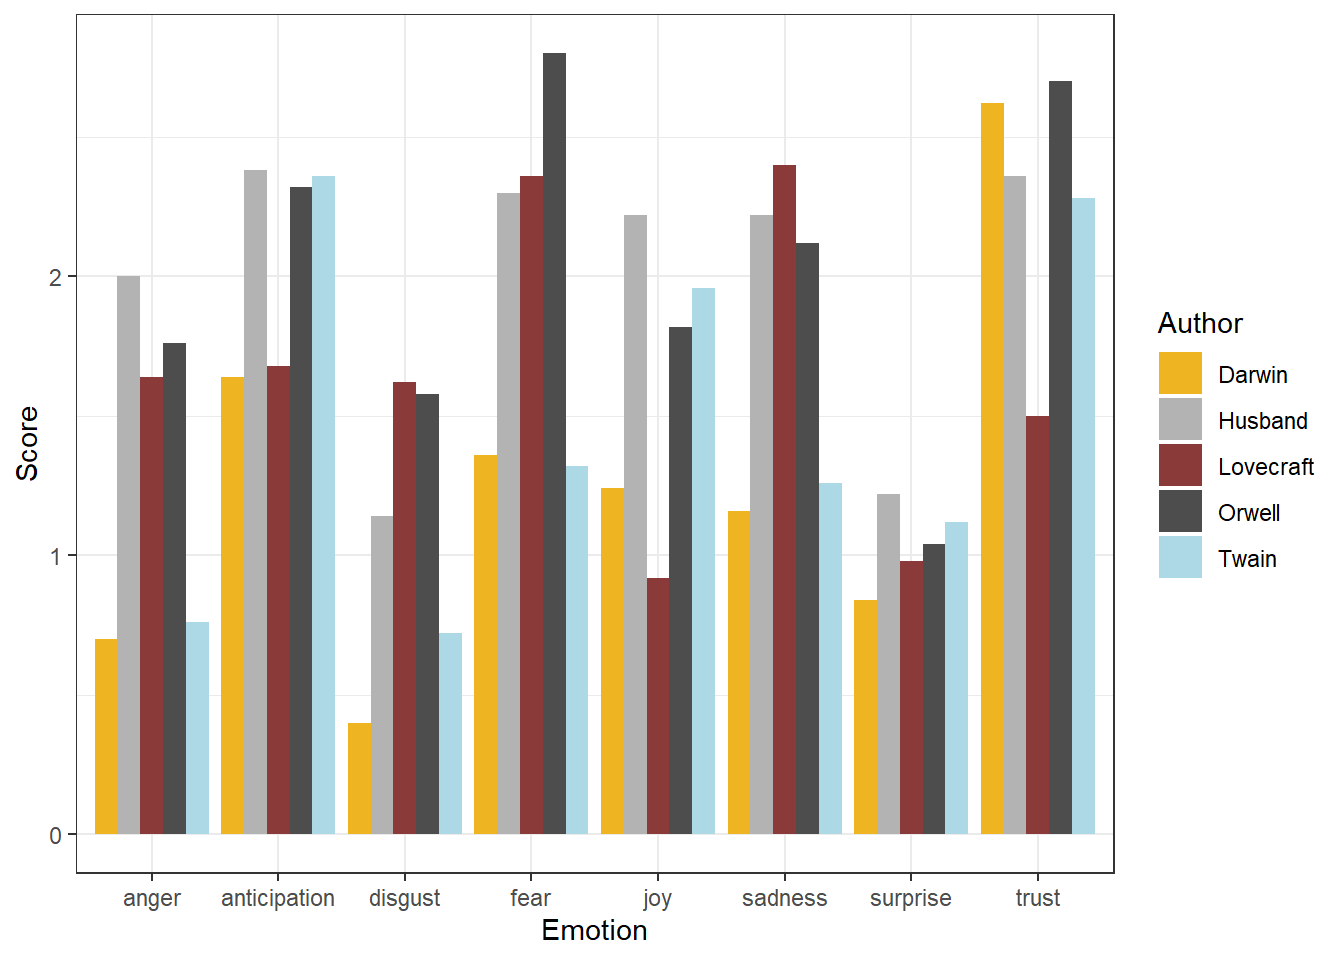 Score
2
1
0
anger anticipation disgust fear joy sadness surprise trust
Emotion
Author
Darwin
Husband
Lovecraft
Orwell
Twain